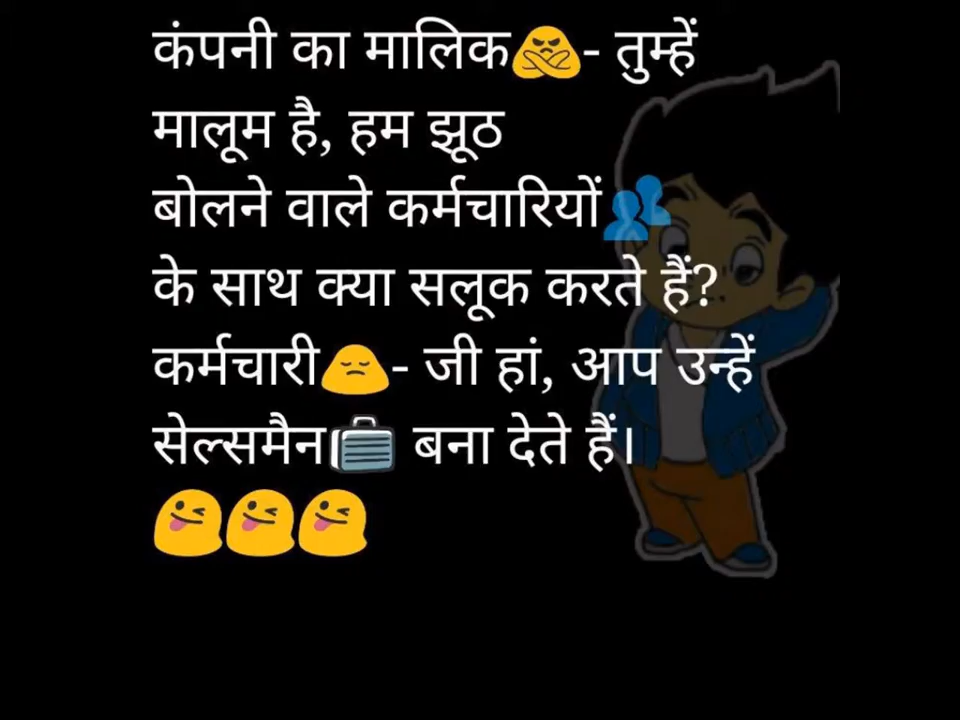 कंपनी का मालिक🙅- तुम्हें
मालूम है, हम झूठ
बोलने वाले कर्मचारियों👥
के साथ क्या सलूक करते हैं?
कर्मचारी😔- जी हां, आप उन्हें
सेल्समैन💼 बना देते हैं।
😜😜😜